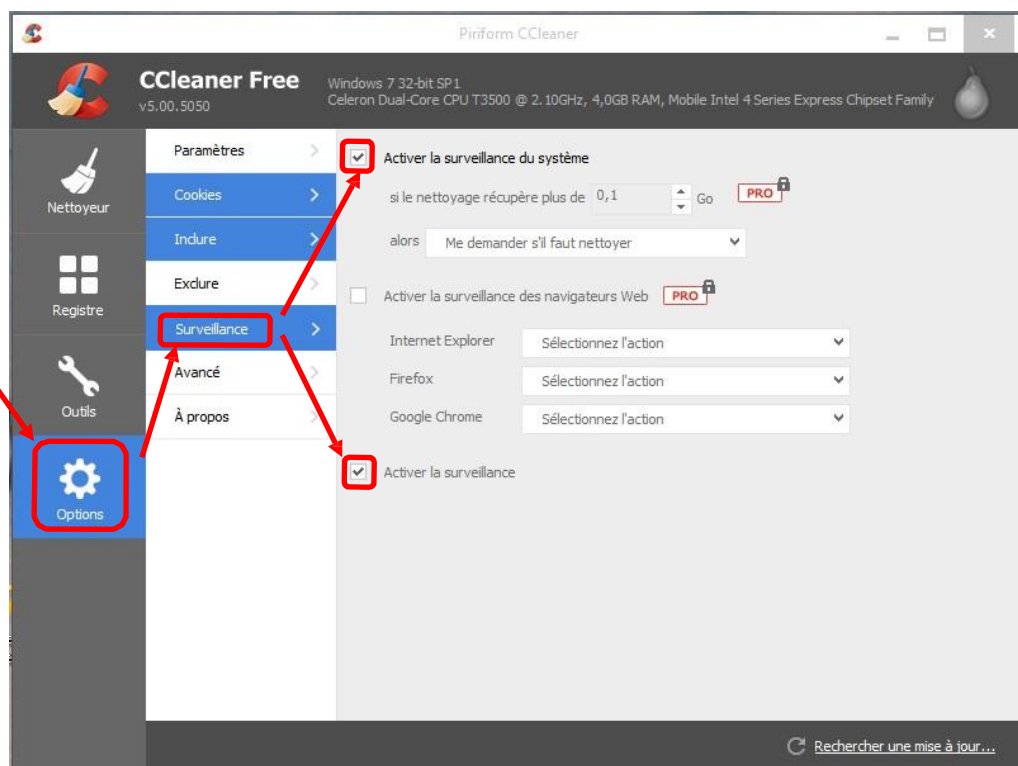 Piriform CCleaner
CCleaner Free
v5.00.5050
Windows 7 32-bit SP1
Celeron Dual-Core CPU T3500 @ 2.10GHz, 4,0GB RAM, Mobile Intel 4 Series Express Chipset Family
Nettoyeur
Registre
Outils
Options
Paramètres
Cookies
Inclure
Exclure
Surveillance
Avancé
À propos
Activer la surveillance du système
si le nettoyage récupère plus de 0,1 Go PRO
alors Me demander s'il faut nettoyer
Activer la surveillance des navigateurs Web PRO
Internet Explorer Sélectionnez l'action
Firefox Sélectionnez l'action
Google Chrome Sélectionnez l'action
Activer la surveillance
Rechercher une mise à jour...